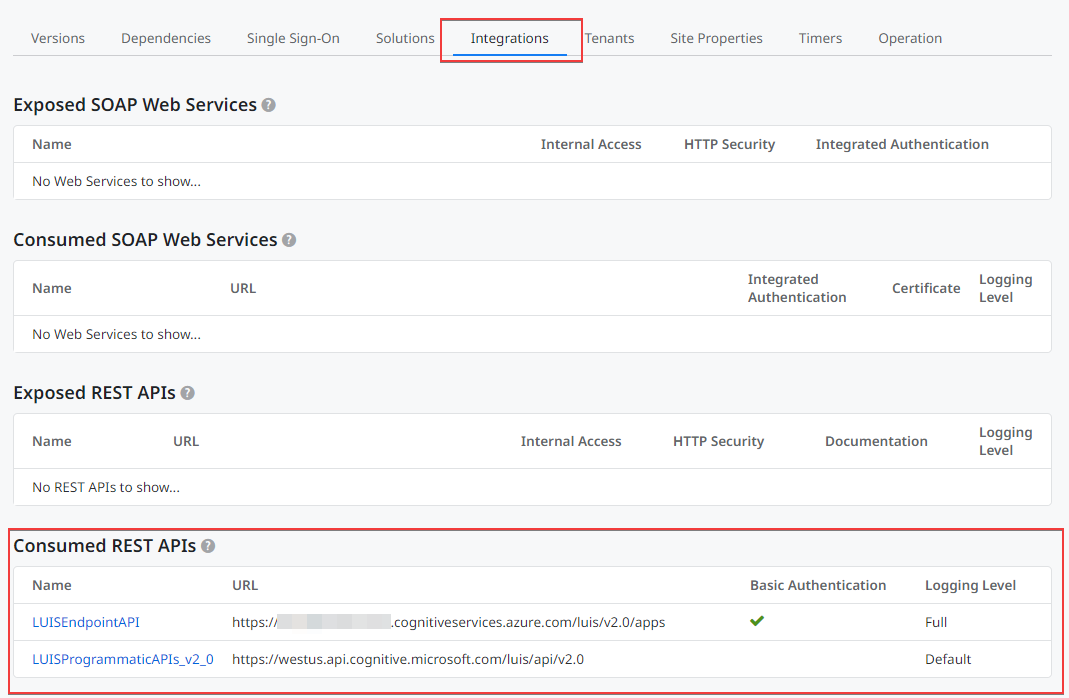 Versions Dependencies Single Sign-On Solutions Integrations Tenants Site Properties Timers Operation
Exposed SOAP Web Services ?
Name Internal Access HTTP Security Integrated Authentication
No Web Services to show...
Consumed SOAP Web Services ?
Name URL Integrated Authentication Certificate Logging Level
No Web Services to show...
Exposed REST APIs ?
Name URL Internal Access HTTP Security Documentation Logging Level
No REST APIs to show...
Consumed REST APIs ?
Name URL Basic Authentication Logging Level
LUISEndpointAPI https:// .cognitiveservices.azure.com/luis/v2.0/apps Full
LUISProgrammaticAPIs_v2_0 https://westus.api.cognitive.microsoft.com/luis/api/v2.0 Default